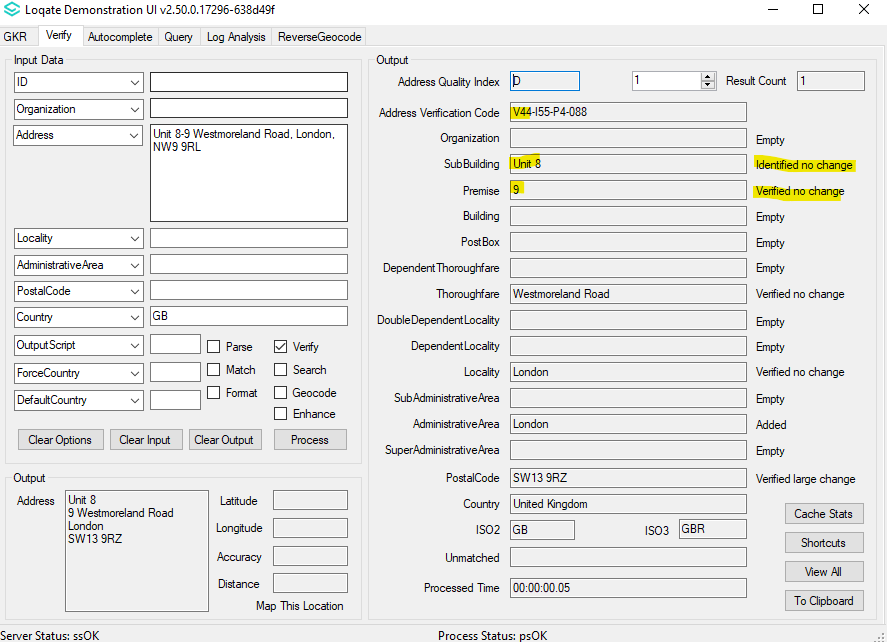 Loqate Demonstration UI v2.50.0.17296-638d49f
GKR Verify Autocomplete Query Log Analysis ReverseGeocode
Input Data
ID
Organization
Address Unit 8-9 Westmoreland Road, London,
NW9 9RL
Locality
AdministrativeArea
PostalCode
Country GB
OutputScript Parse Verify
ForceCountry Match Search
DefaultCountry Format Geocode
Enhance
Clear Options Clear Input Clear Output Process
Output
Address Unit 8
9 Westmoreland Road
London
SW13 9RZ
Latitude
Longitude
Accuracy
Distance
Map This Location
Output
Address Quality Index D 1 Result Count 1
Address Verification Code V44-I55-P4-088
Organization Empty
SubBuilding Unit 8 Identified no change
Premise 9 Verified no change
Building Empty
PostBox Empty
DependentThoroughfare Empty
Thoroughfare Westmoreland Road Verified no change
DoubleDependentLocality Empty
DependentLocality Empty
Locality London Verified no change
SubAdministrativeArea Empty
AdministrativeArea London Added
SuperAdministrativeArea Empty
PostalCode SW13 9RZ Verified large change
Country United Kingdom
ISO2 GB ISO3 GBR
Unmatched
Processed Time 00:00:00.05
Cache Stats
Shortcuts
View All
To Clipboard
Server Status: ssOK Process Status: psOK